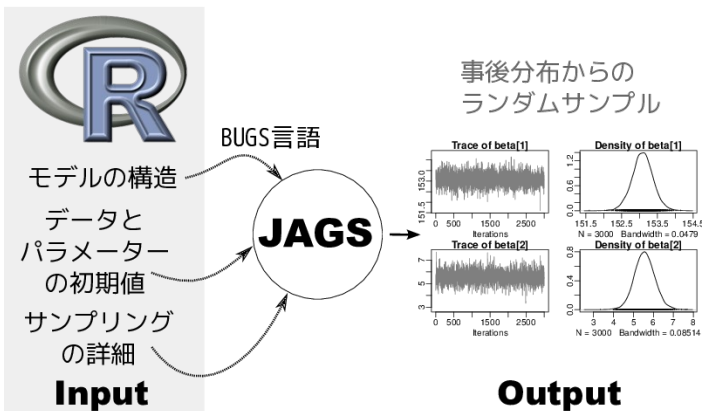 R
事後分布からの
ランダムサンプル
BUGS言語
モデルの構造
データと
パラメーター
の初期値
サンプリング
の詳細
Input
JAGS
Trace of beta[1]
151.5 153.0
0 500 1500 2500
Iterations
Density of beta[1]
0.0 0.6 1.2
151.5 152.5 153.5 154.5
N = 3000 Bandwidth = 0.0479
Trace of beta[2]
3 5 7
0 500 1500 2500
Iterations
Density of beta[2]
0.0 0.4 0.8
3 4 5 6 7 8
N = 3000 Bandwidth = 0.08514
Output